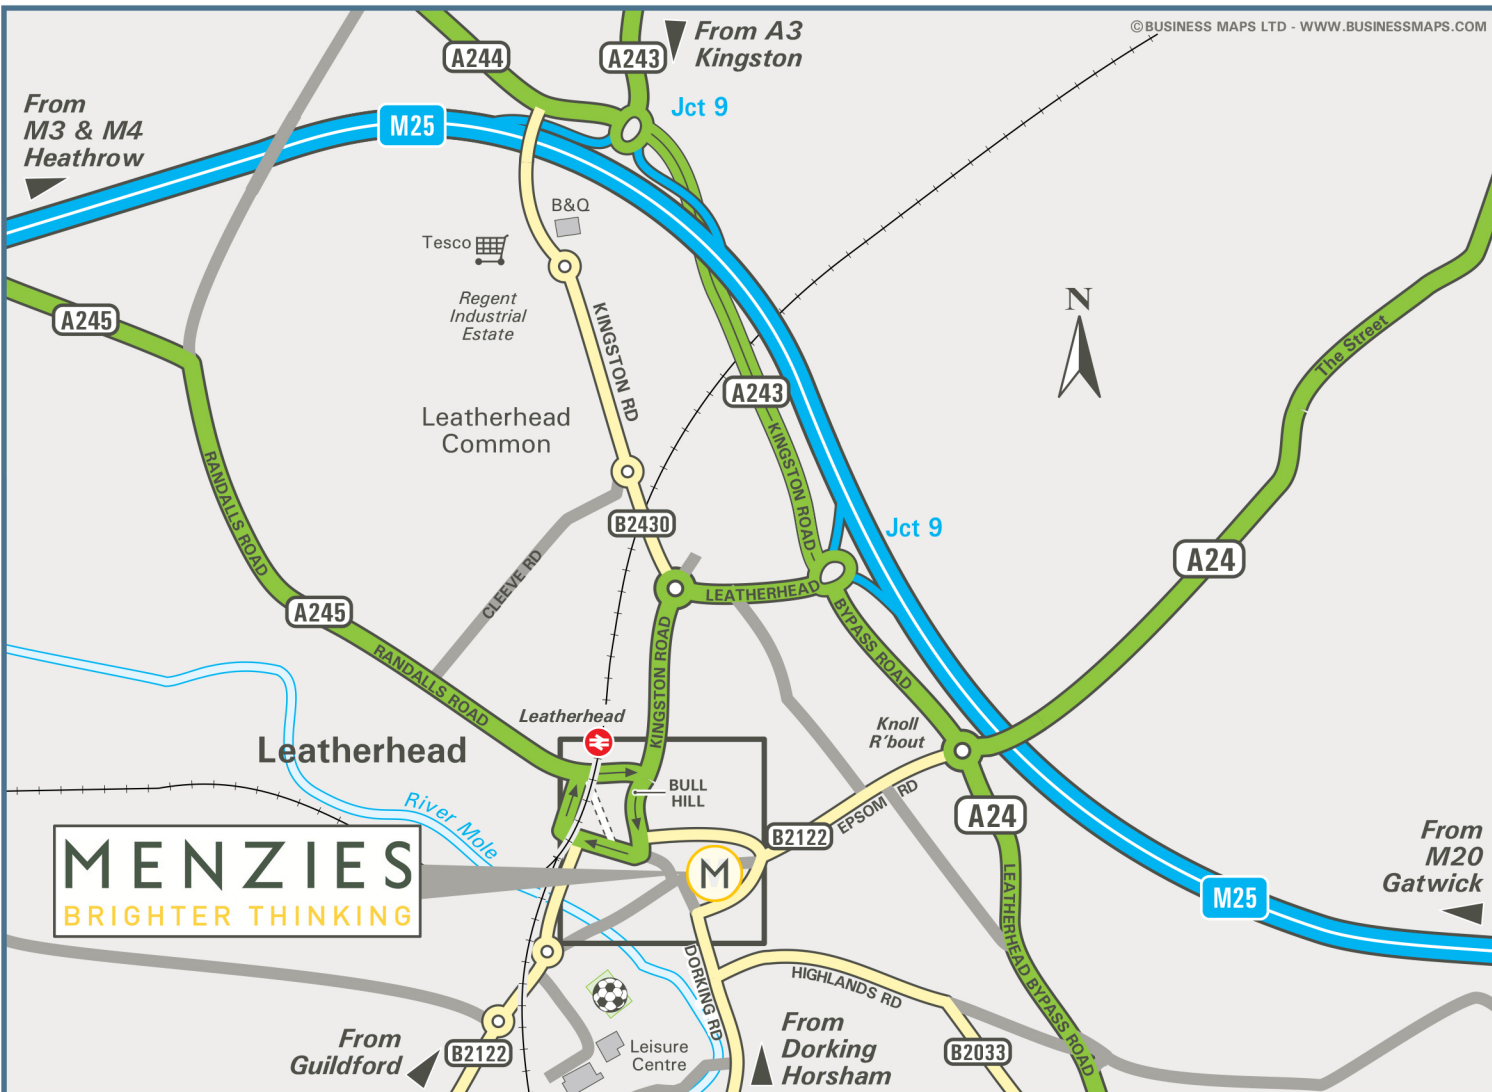 ©BUSINESS MAPS LTD - WWW.BUSINESSMAPS.COM
From A3
Kingston
A244
A243
Jct 9
From
M3 & M4
Heathrow
M25
B&Q
Tesco
Regent
Industrial
Estate
A245
KINGSTON RD
N
The Street
A243
Leatherhead
Common
KINGSTON ROAD
RANDALLS ROAD
B2430
Jct 9
A24
CLEEVE RD
LEATHERHEAD
BYPASS ROAD
A245
RANDALLS ROAD
KINGSTON ROAD
Leatherhead
Knoll
R'bout
Leatherhead
BULL
HILL
EPSOM RD
A24
River Mole
B2122
From
M20
Gatwick
MENZIES
BRIGHTER THINKING
M
M25
LEATHERHEAD BYPASS ROAD
DORKING RD
HIGHLANDS RD
From
Guildford
B2122
Leisure
Centre
From
Dorking
Horsham
B2033